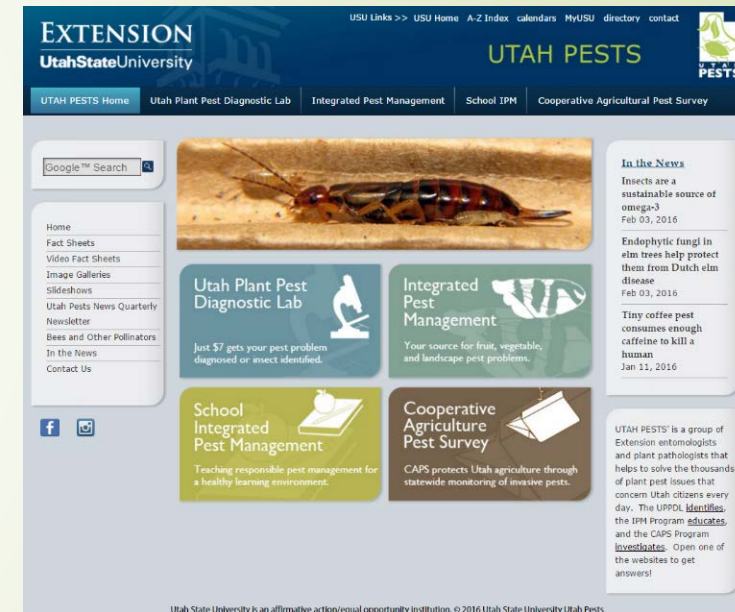 EXTENSION
UtahStateUniversity
USU Links >> USU Home A-Z Index calendars MyUSU directory contact
UTAH PESTS
UTAH
PESTS
UTAH PESTS Home Utah Plant Pest Diagnostic Lab Integrated Pest Management School IPM Cooperative Agricultural Pest Survey
Google™ Search
Home
Fact Sheets
Video Fact Sheets
Image Galleries
Slideshows
Utah Pests News Quarterly
Newsletter
Bees and Other Pollinators
In the News
Contact Us
Utah Plant Pest
Diagnostic Lab
Just $7 gets your pest problem
diagnosed or insect identified.
Integrated
Pest
Management
Your source for fruit, vegetable,
and landscape pest problems.
School
Integrated
Pest Management
Teaching responsible pest management for
a healthy learning environment.
Cooperative
Agriculture
Pest Survey
CAPS protects Utah agriculture through
statewide monitoring of invasive pests.
In the News
Insects are a
sustainable source of
omega-3
Feb 03, 2016
Endophytic fungi in
elm trees help protect
them from Dutch elm
disease
Feb 03, 2016
Tiny coffee pest
consumes enough
caffeine to kill a
human
Jan 11, 2016
UTAH PESTS' is a group of
Extension entomologists
and plant pathologists that
helps to solve the thousands
of plant pest issues that
concern Utah citizens every
day. The UPPDL identifies,
the IPM Program educates,
and the CAPS Program
investigates. Open one of
the websites to get
answers!
Utah State University is an affirmative action/equal opportunity institution. © 2016 Utah State University Utah Pests